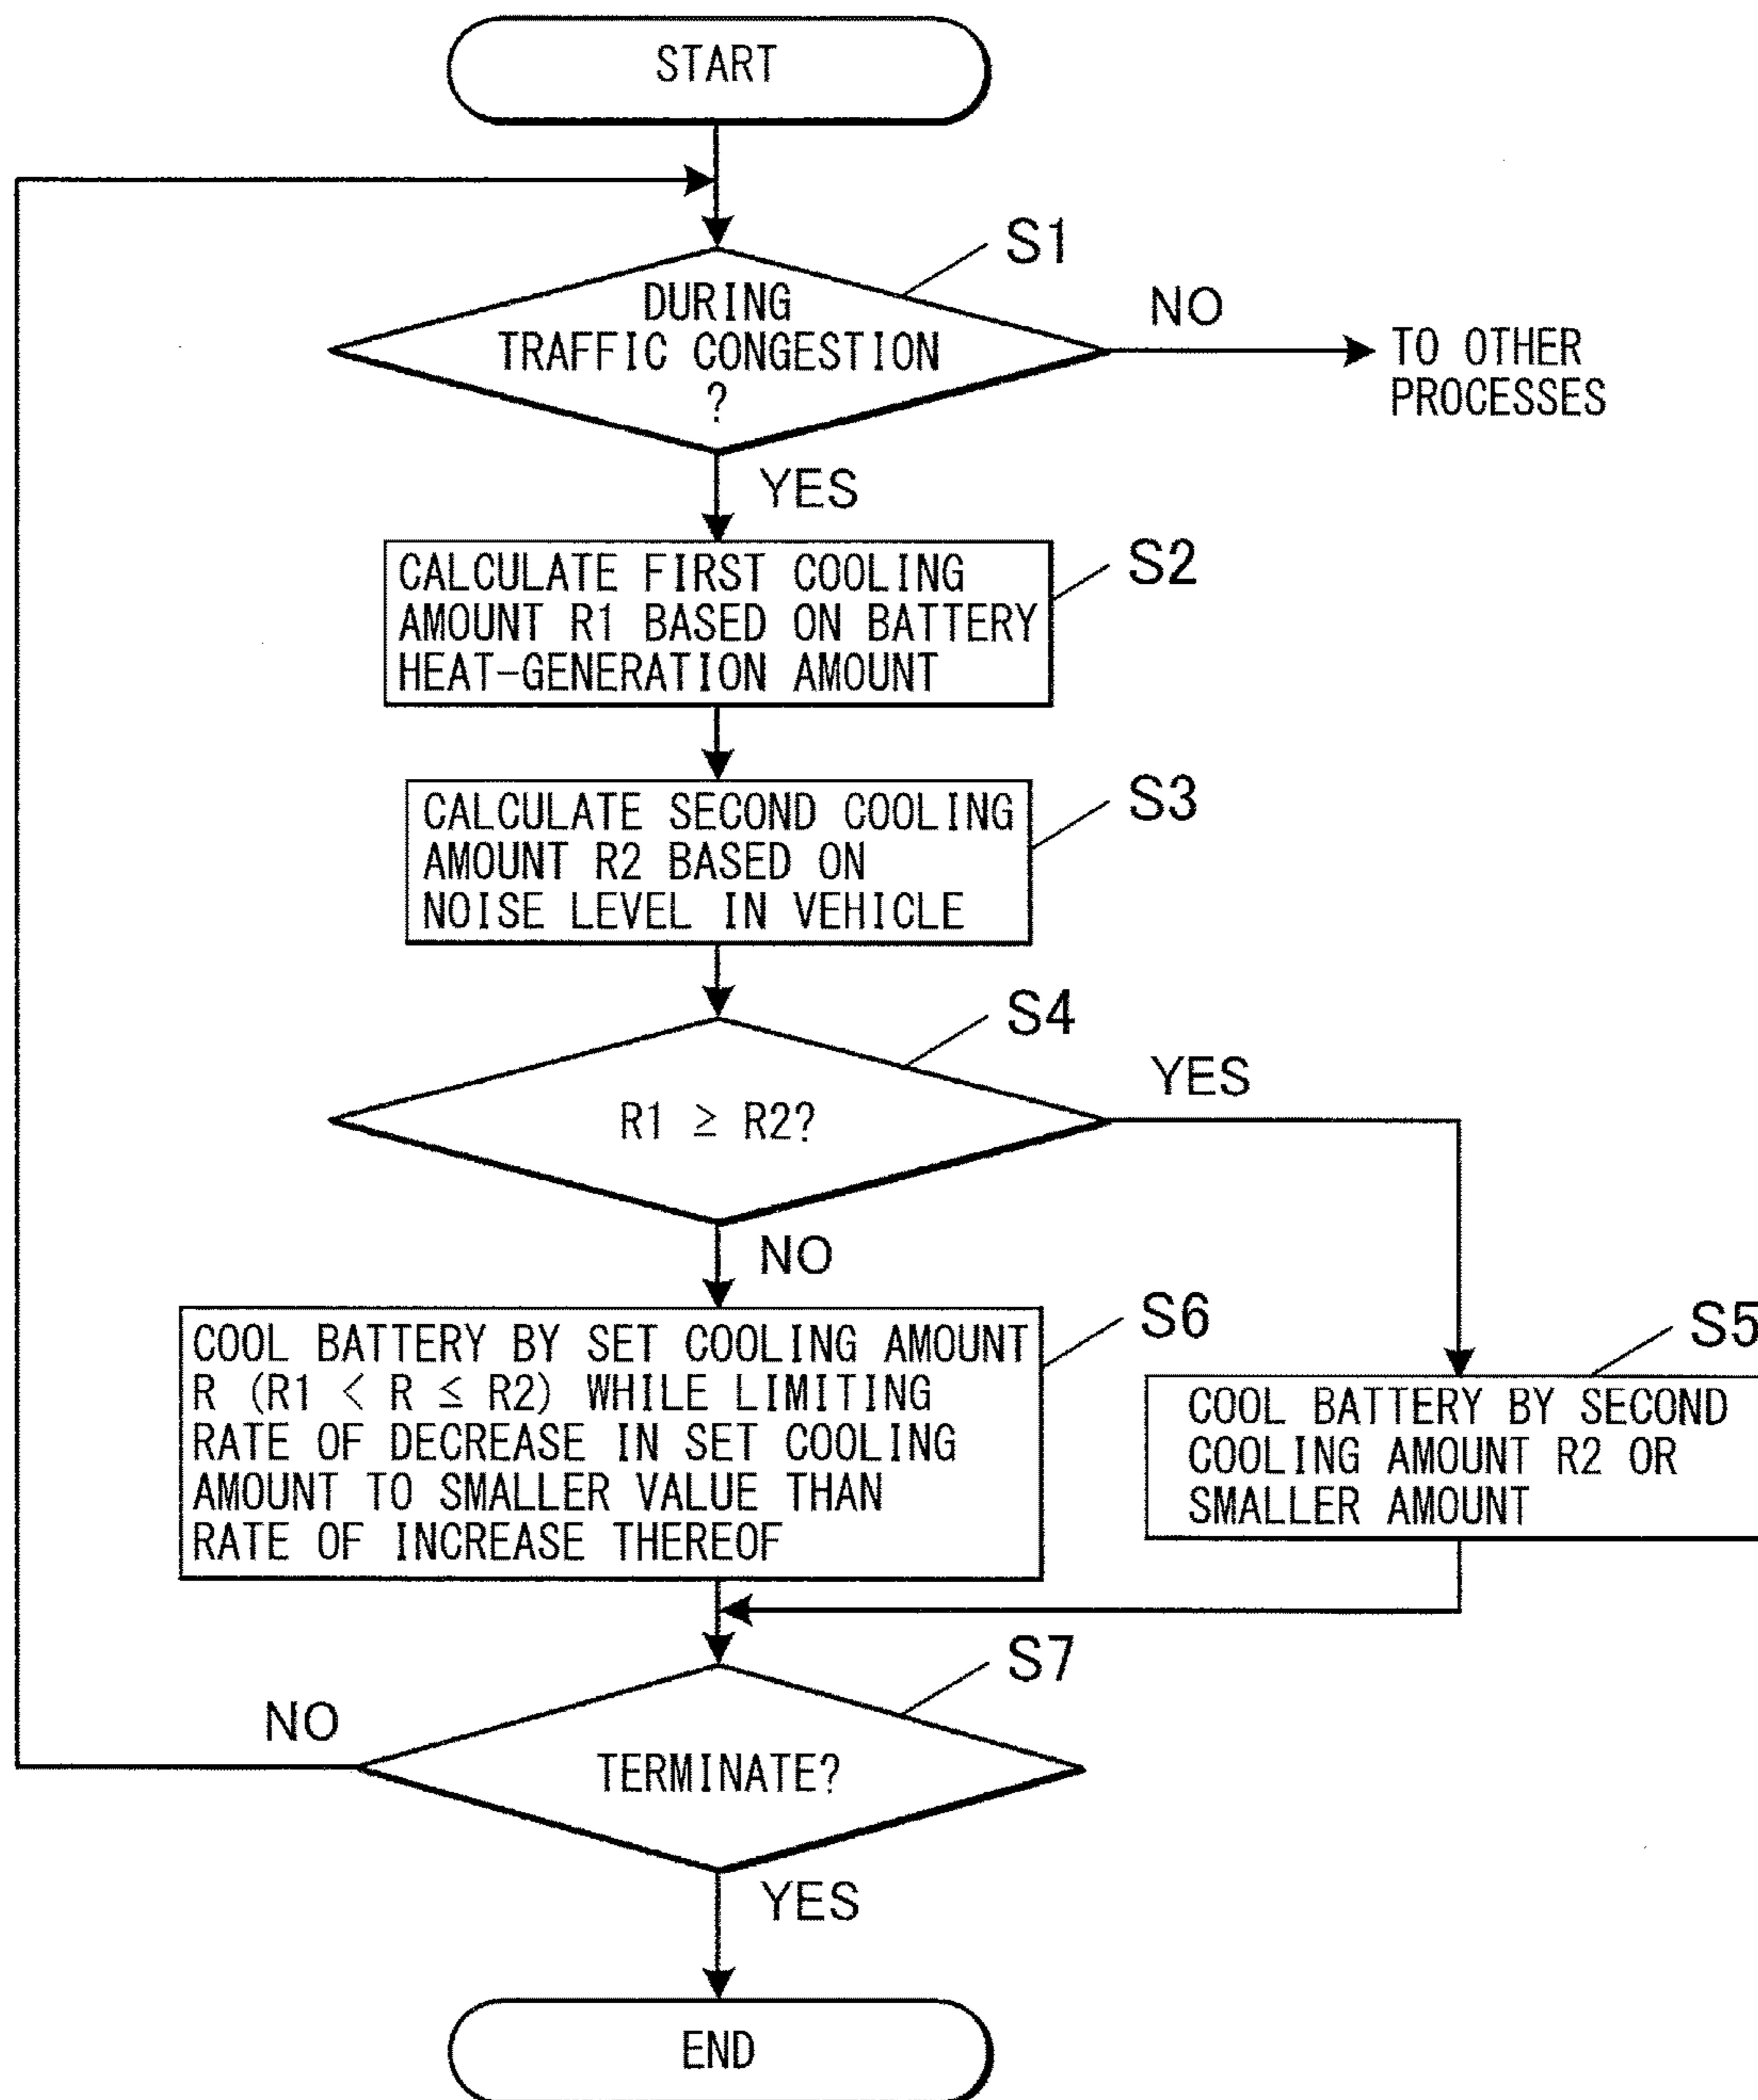 START
S1
DURING
TRAFFIC CONGESTION
?
NO
TO OTHER
PROCESSES
YES
S2
CALCULATE FIRST COOLING
AMOUNT R1 BASED ON BATTERY
HEAT-GENERATION AMOUNT
S3
CALCULATE SECOND COOLING
AMOUNT R2 BASED ON
NOISE LEVEL IN VEHICLE
S4
R1 ≥ R2?
YES
NO
S6
COOL BATTERY BY SET COOLING AMOUNT
R (R1 < R ≤ R2) WHILE LIMITING
RATE OF DECREASE IN SET COOLING
AMOUNT TO SMALLER VALUE THAN
RATE OF INCREASE THEREOF
S5
COOL BATTERY BY SECOND
COOLING AMOUNT R2 OR
SMALLER AMOUNT
S7
TERMINATE?
NO
YES
END